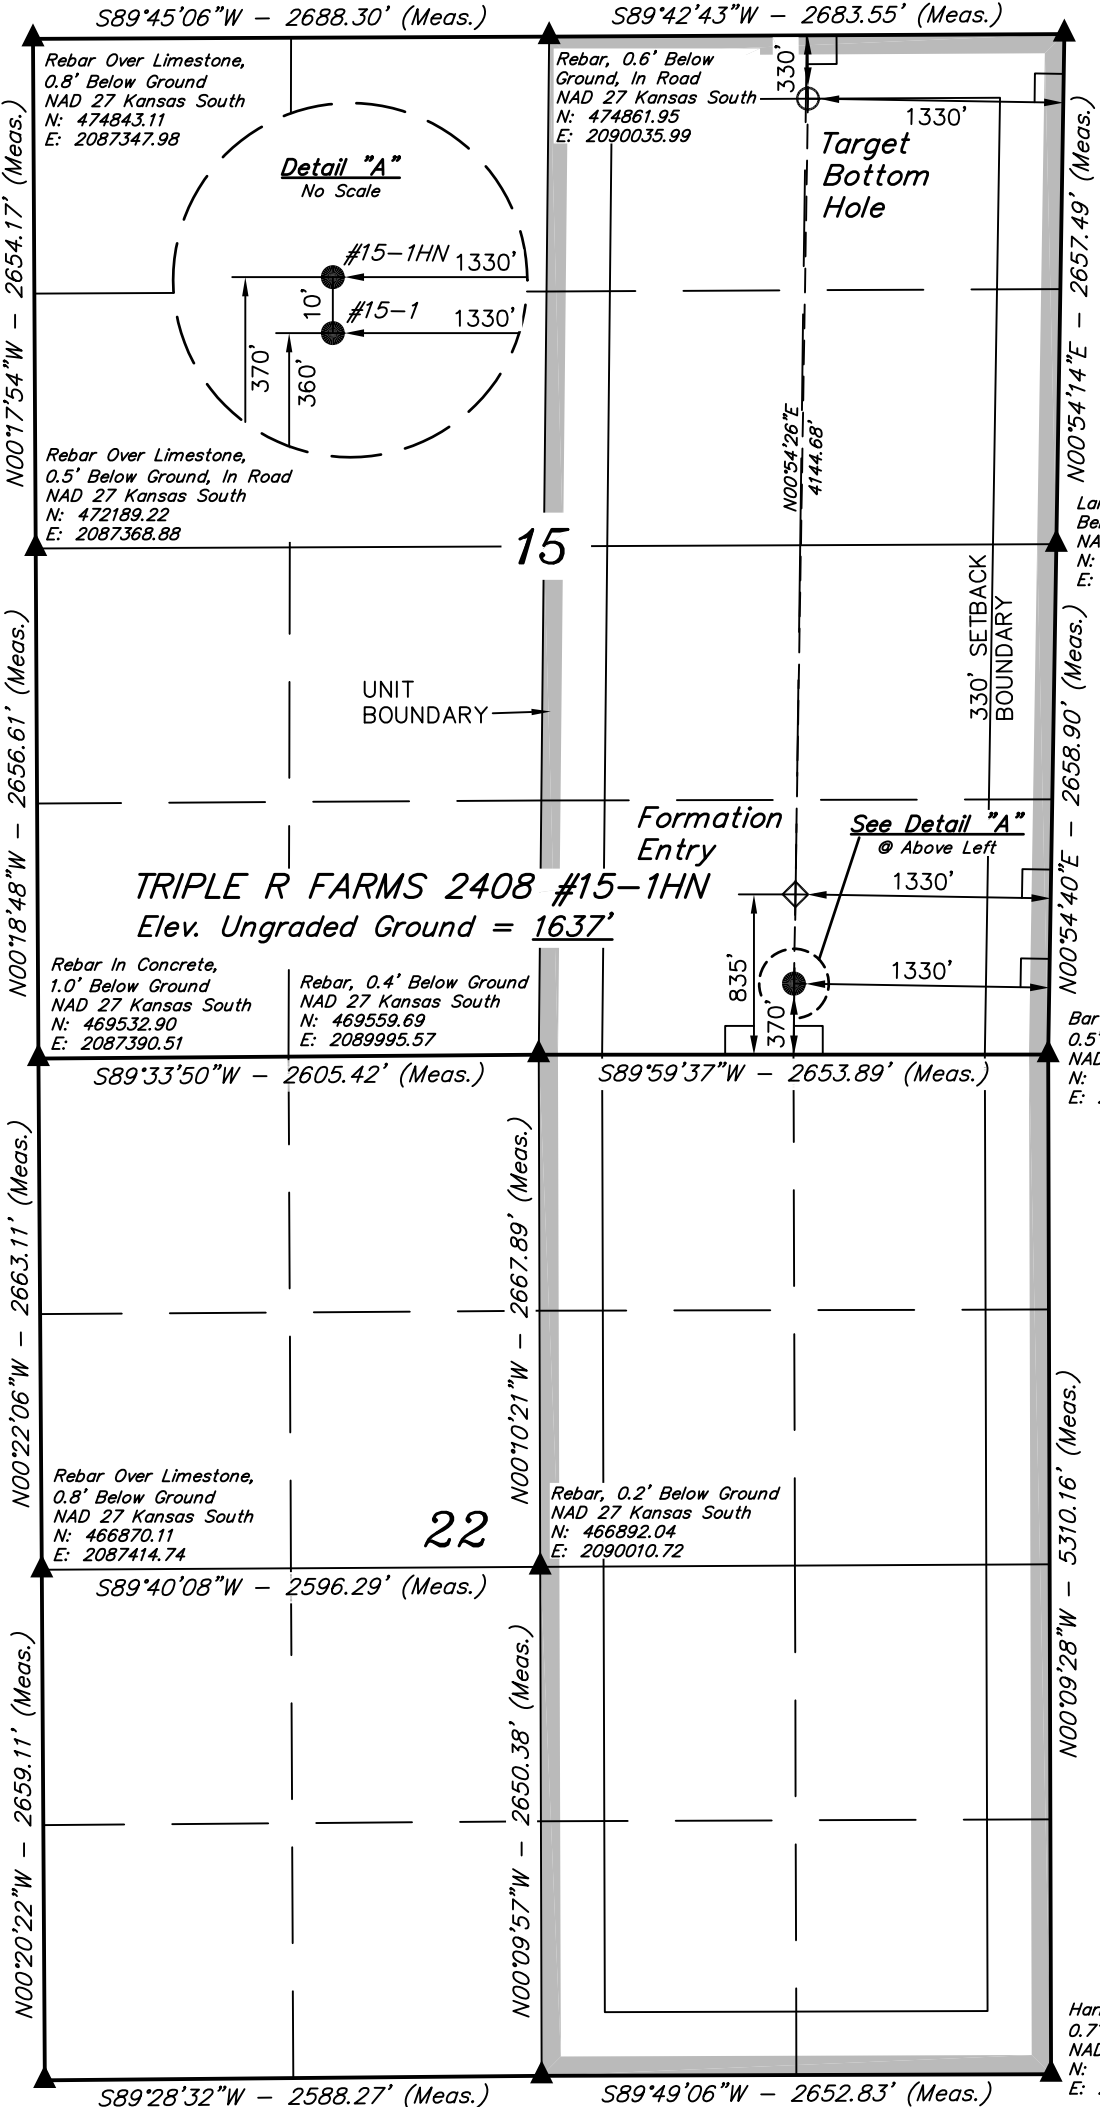 S89°45'06"W - 2688.30' (Meas.)
S89°42'43"W - 2683.55' (Meas.)
Rebar Over Limestone,
0.8' Below Ground
NAD 27 Kansas South
N: 474843.11
E: 2087347.98
Rebar, 0.6' Below
Ground, In Road
NAD 27 Kansas South
N: 474861.95
E: 2090035.99
330'
1330'
Target
Bottom
Hole
Detail "A"
No Scale
#15-1HN
1330'
10'
#15-1
1330'
370'
360'
N00°17'54"W - 2654.17' (Meas.)
N00°54'14"E - 2657.49' (Meas.)
N00°54'26"E
4144.68'
Rebar Over Limestone,
0.5' Below Ground, In Road
NAD 27 Kansas South
N: 472189.22
E: 2087368.88
N:
E:
15
330' SETBACK
BOUNDARY
UNIT
BOUNDARY
N00°18'48"W - 2656.61' (Meas.)
N00°54'40"E - 2658.90' (Meas.)
Formation
Entry
See Detail "A"
@ Above Left
TRIPLE R FARMS 2408 #15-1HN
Elev. Ungraded Ground = 1637'
1330'
1330'
835'
370'
Rebar In Concrete,
1.0' Below Ground
NAD 27 Kansas South
N: 469532.90
E: 2087390.51
Rebar, 0.4' Below Ground
NAD 27 Kansas South
N: 469559.69
E: 2089995.57
Bar
0.5'
NAD
N:
E:
S89°33'50"W - 2605.42' (Meas.)
S89°59'37"W - 2653.89' (Meas.)
N00°22'06"W - 2663.11' (Meas.)
N00°10'21"W - 2667.89' (Meas.)
N00°09'28"W - 5310.16' (Meas.)
Rebar Over Limestone,
0.8' Below Ground
NAD 27 Kansas South
N: 466870.11
E: 2087414.74
22
Rebar, 0.2' Below Ground
NAD 27 Kansas South
N: 466892.04
E: 2090010.72
S89°40'08"W - 2596.29' (Meas.)
N00°20'22"W - 2659.11' (Meas.)
N00°09'57"W - 2650.38' (Meas.)
0.7'
NAD
N:
E:
S89°28'32"W - 2588.27' (Meas.)
S89°49'06"W - 2652.83' (Meas.)